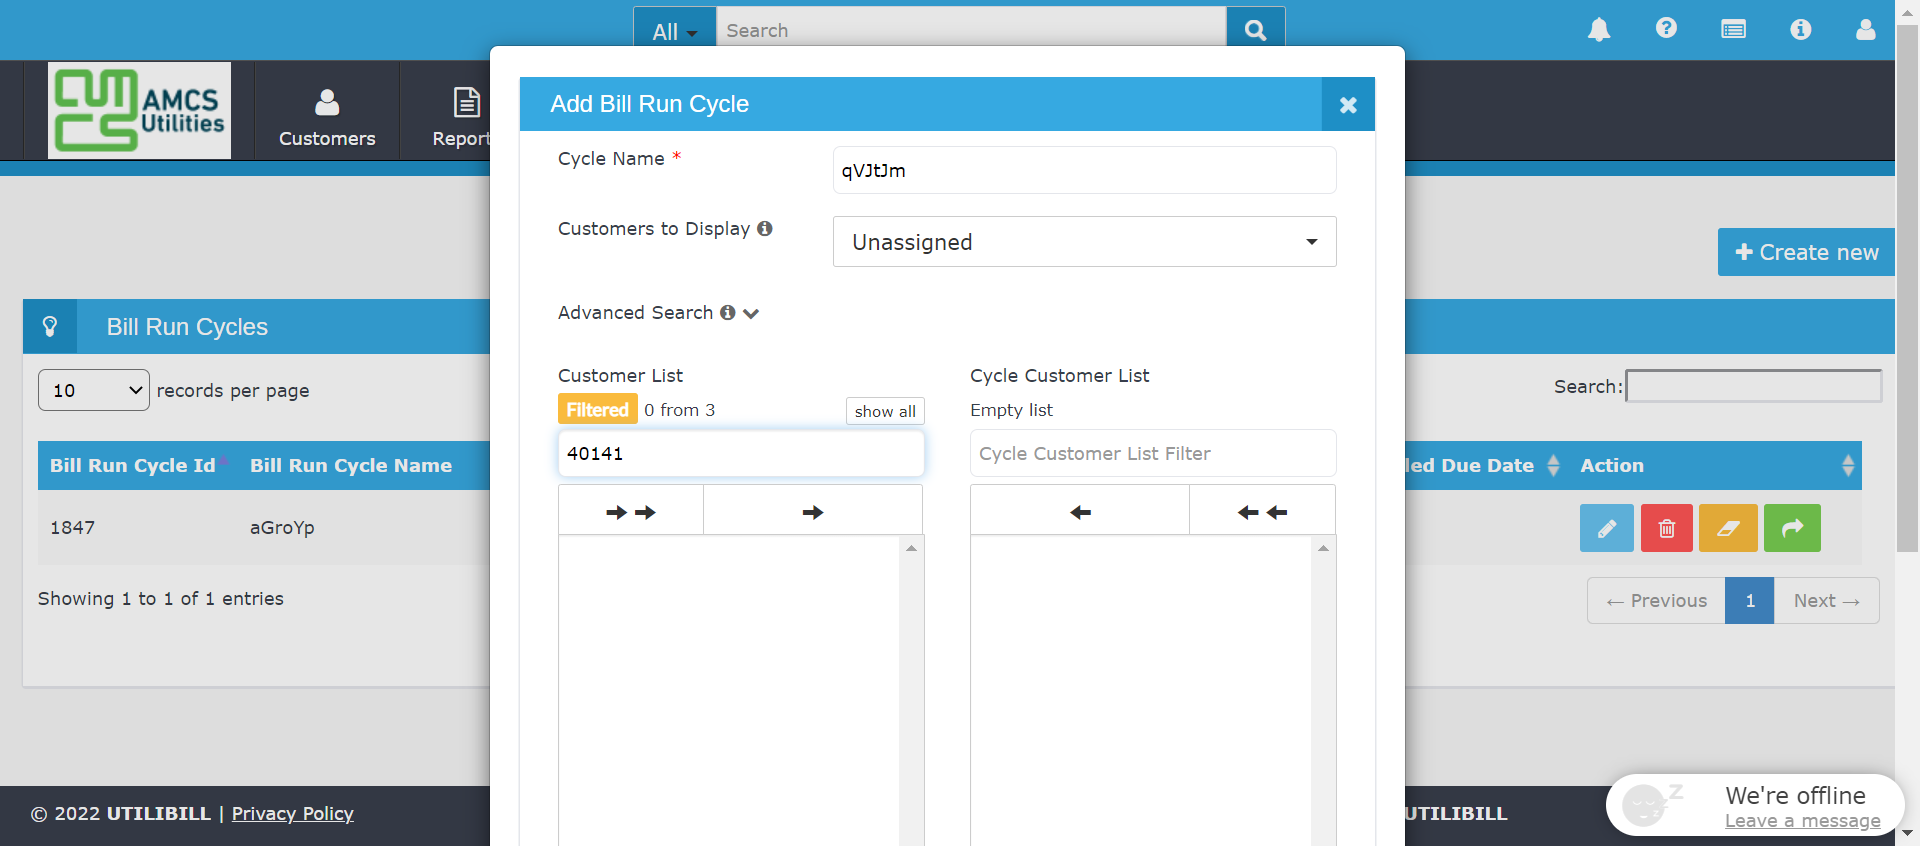 All
Search
AMCS
Utilities
Customers
Report
Add Bill Run Cycle
Cycle Name *
qVJtJm
Customers to Display
Unassigned
Create new
Advanced Search
Bill Run Cycles
Customer List
Cycle Customer List
10 records per page
Search:
Filtered 0 from 3
show all
Empty list
40141
Cycle Customer List Filter
Bill Run Cycle Id
Bill Run Cycle Name
led Due Date
Action
1847
aGroYp
Showing 1 to 1 of 1 entries
← Previous 1 Next →
© 2022 UTILIBILL | Privacy Policy
UTILIBILL
We're offline
Leave a message